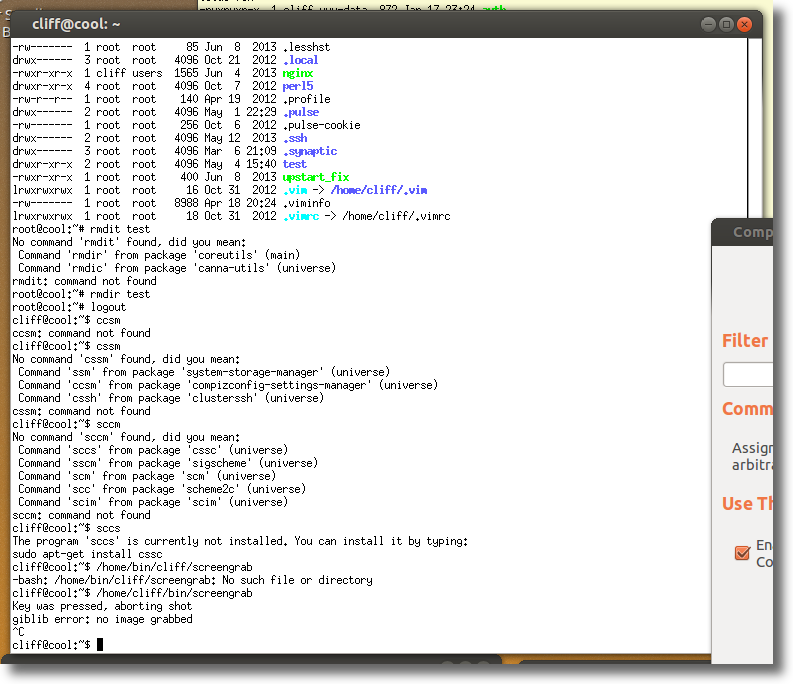 -rwxrwxr-x 1 cliff www-data 872 Jan 17 23:24 auth
cliff@cool: ~
-rw------- 1 root root 85 Jun 8 2013 .lesshst
drwx------ 3 root root 4096 Oct 21 2012 .local
-rwxr-xr-x 1 cliff users 1565 Jun 4 2013 nginx
drwxr-xr-x 4 root root 4096 Oct 7 2012 perl5
-rw-r--r-- 1 root root 140 Apr 19 2012 .profile
drwx------ 2 root root 4096 May 1 22:29 .pulse
-rw------- 1 root root 256 Oct 6 2012 .pulse-cookie
drwx------ 2 root root 4096 May 12 2013 .ssh
drwx------ 3 root root 4096 Mar 6 21:09 .synaptic
drwxr-xr-x 2 root root 4096 May 4 15:40 test
-rwxr-xr-x 1 root root 400 Jun 8 2013 upstart_fix
lrwxrwxrwx 1 root root 16 Oct 31 2012 .vim -> /home/cliff/.vim
-rw------- 1 root root 8988 Apr 18 20:24 .viminfo
lrwxrwxrwx 1 root root 18 Oct 31 2012 .vimrc -> /home/cliff/.vimrc
root@cool:~# rmdit test
No command 'rmdit' found, did you mean:
Command 'rmdir' from package 'coreutils' (main)
Command 'rmdic' from package 'canna-utils' (universe)
rmdit: command not found
root@cool:~# rmdir test
root@cool:~# logout
cliff@cool:~$ ccsm
ccsm: command not found
cliff@cool:~$ cssm
No command 'cssm' found, did you mean:
Command 'ssm' from package 'system-storage-manager' (universe)
Command 'ccsm' from package 'compizconfig-settings-manager' (universe)
Command 'cssh' from package 'clusterssh' (universe)
cssm: command not found
cliff@cool:~$ sccm
No command 'sccm' found, did you mean:
Command 'sccs' from package 'cssc' (universe)
Command 'sscm' from package 'sigscheme' (universe)
Command 'scm' from package 'scm' (universe)
Command 'scc' from package 'scheme2c' (universe)
Command 'scim' from package 'scim' (universe)
sccm: command not found
cliff@cool:~$ sccs
The program 'sccs' is currently not installed. You can install it by typing:
sudo apt-get install cssc
cliff@cool:~$ /home/bin/cliff/screengrab
-bash: /home/bin/cliff/screengrab: No such file or directory
cliff@cool:~$ /home/cliff/bin/screengrab
Key was pressed, aborting shot
giblib error: no image grabbed
^C
cliff@cool:~$
Comp
Filter
Comm
Assig
arbitra
Use Th
Ena
Co